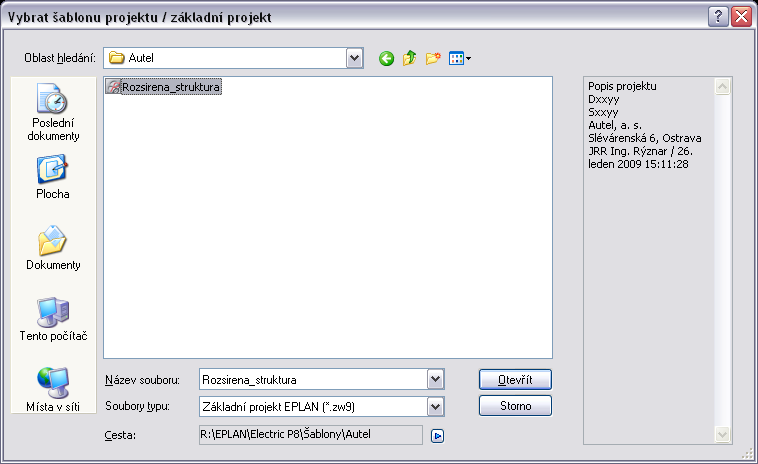 Vybrat šablonu projektu / základní projekt
Oblast hledání: Autel
Rozsirena_struktura
Poslední
dokumenty
Plocha
Dokumenty
Tento počítač
Místa v síti
Popis projektu
Dxxyy
Sxxyy
Autel, a. s.
Slévárenská 6, Ostrava
JRR Ing. Rýznar / 26.
leden 2009 15:11:28
Název souboru: Rozsirena_struktura Otevřít
Soubory typu: Základní projekt EPLAN (*.zw9) Storno
Cesta: R:\EPLAN\Electric P8\Šablony\Autel